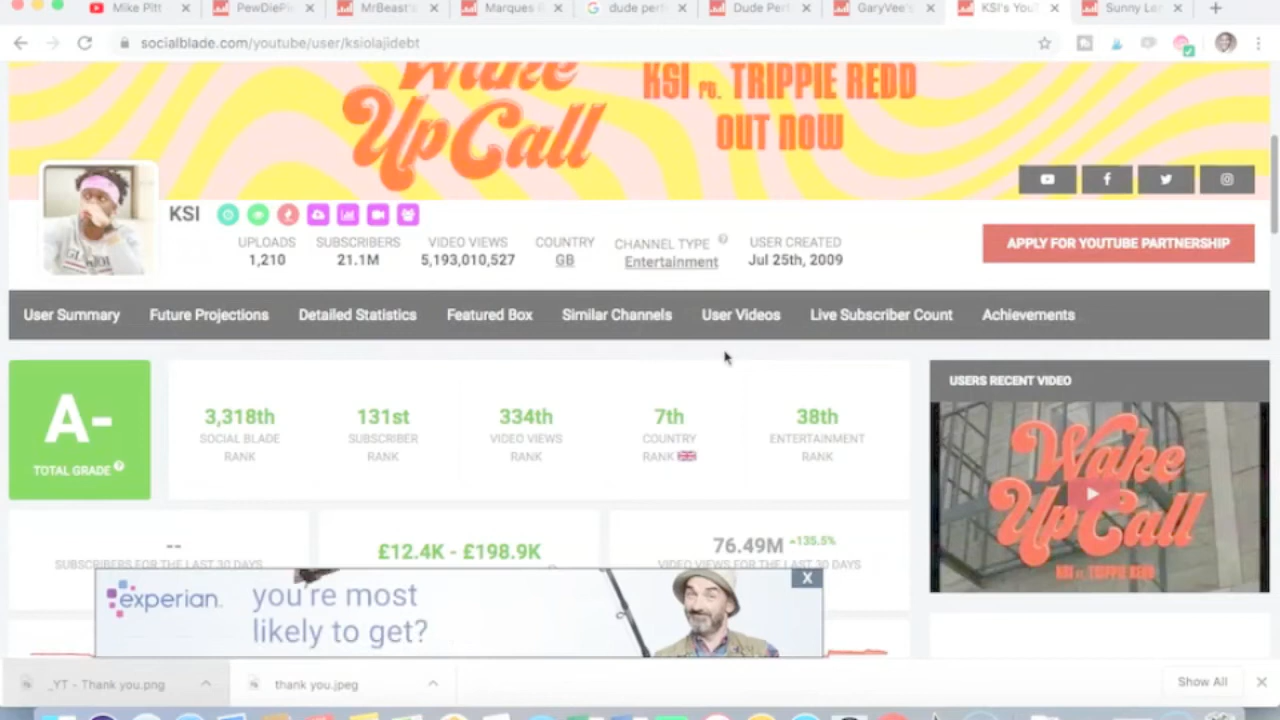 Mike Pitt
PewDiePi
MrBeast's
Marques
dude perf
Dude Perf
GaryVee's
KSI's You
Sunny Le
socialblade.com/youtube/user/ksiolajidebt
Wake
Up Call
KSI FT. TRIPPIE REDD
OUT NOW
KSI
UPLOADS
1,210
SUBSCRIBERS
21.1M
VIDEO VIEWS
5,193,010,527
COUNTRY
GB
CHANNEL TYPE
Entertainment
USER CREATED
Jul 25th, 2009
APPLY FOR YOUTUBE PARTNERSHIP
User Summary
Future Projections
Detailed Statistics
Featured Box
Similar Channels
User Videos
Live Subscriber Count
Achievements
A-
TOTAL GRADE
3,318th
SOCIAL BLADE
RANK
131st
SUBSCRIBER
RANK
334th
VIDEO VIEWS
RANK
7th
COUNTRY
RANK
38th
ENTERTAINMENT
RANK
USERS RECENT VIDEO
Wake
Up Call
KSI FT. TRIPPIE REDD
--
SUBSCRIBERS FOR THE LAST 30 DAYS
£12.4K - £198.9K
76.49M +135.5%
VIDEO VIEWS FOR THE LAST 30 DAYS
experian.
you're most
likely to get?
X
_YT - Thank you.png
thank you.jpeg
Show All